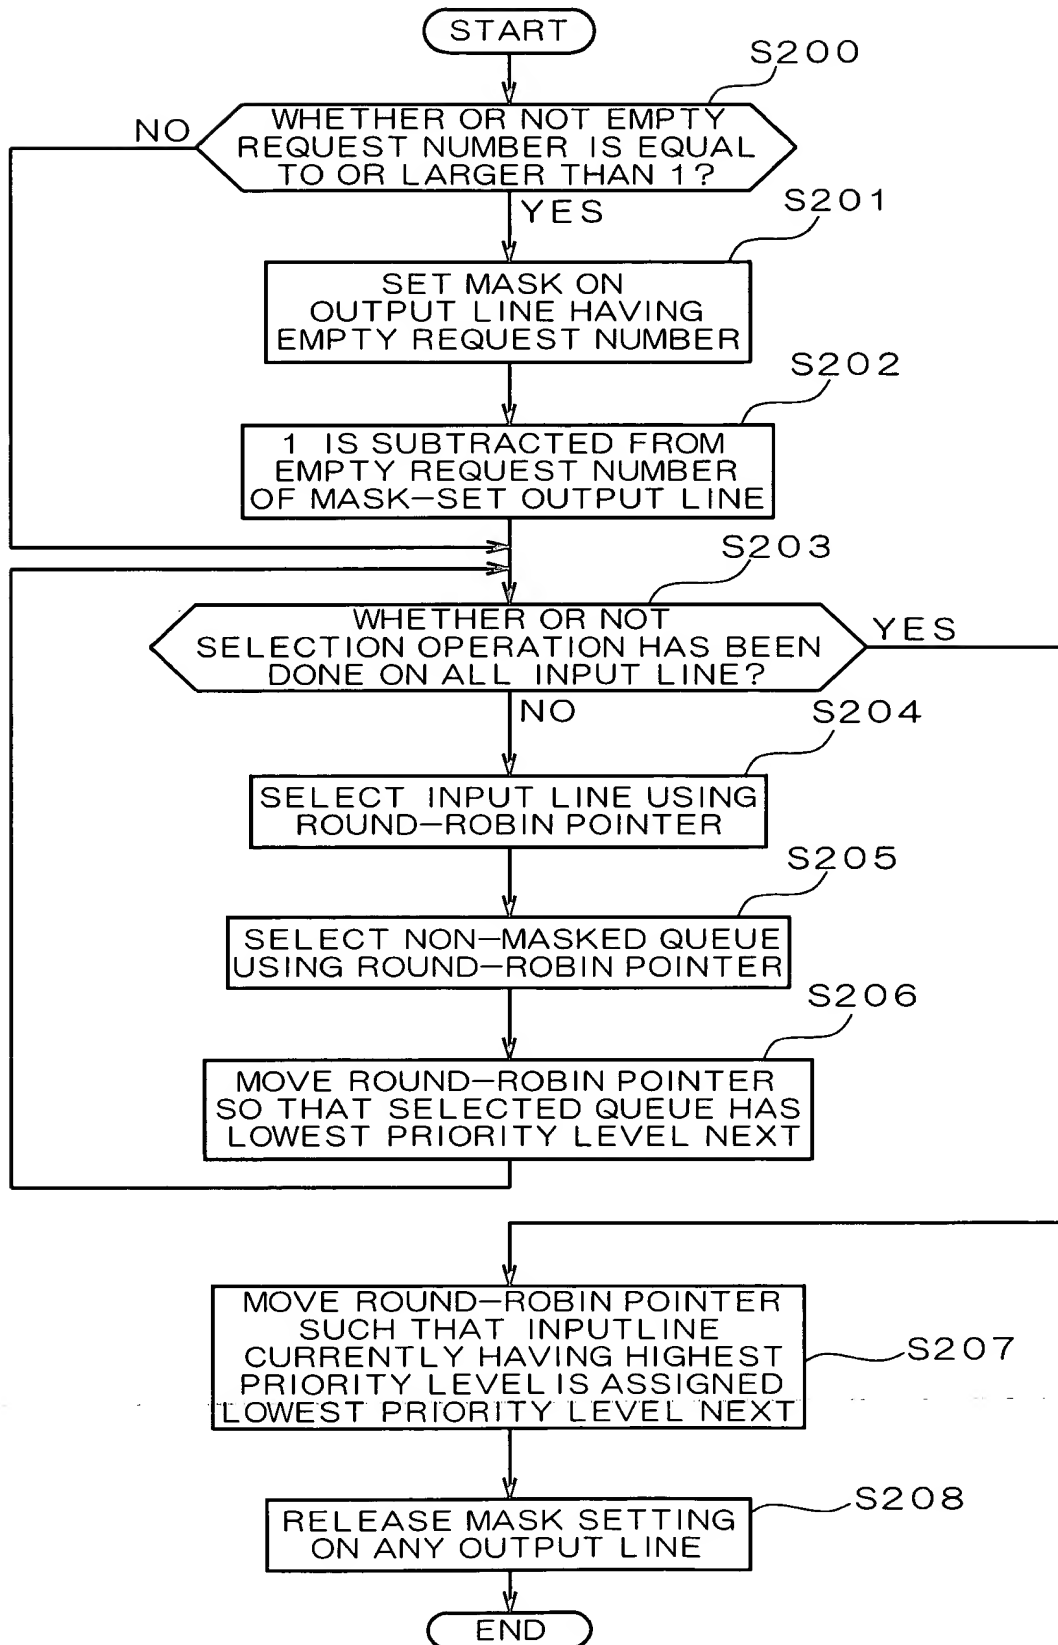 START
S200
NO
WHETHER OR NOT EMPTY
REQUEST NUMBER IS EQUAL
TO OR LARGER THAN 1?
YES
S201
SET MASK ON
OUTPUT LINE HAVING
EMPTY REQUEST NUMBER
S202
1 IS SUBTRACTED FROM
EMPTY REQUEST NUMBER
OF MASK-SET OUTPUT LINE
S203
WHETHER OR NOT
SELECTION OPERATION HAS BEEN
DONE ON ALL INPUT LINE?
YES
NO
S204
SELECT INPUT LINE USING
ROUND-ROBIN POINTER
S205
SELECT NON-MASKED QUEUE
USING ROUND-ROBIN POINTER
S206
MOVE ROUND-ROBIN POINTER
SO THAT SELECTED QUEUE HAS
LOWEST PRIORITY LEVEL NEXT
MOVE ROUND-ROBIN POINTER
SUCH THAT INPUTLINE
CURRENTLY HAVING HIGHEST
PRIORITY LEVEL IS ASSIGNED
LOWEST PRIORITY LEVEL NEXT
S207
S208
RELEASE MASK SETTING
ON ANY OUTPUT LINE
END